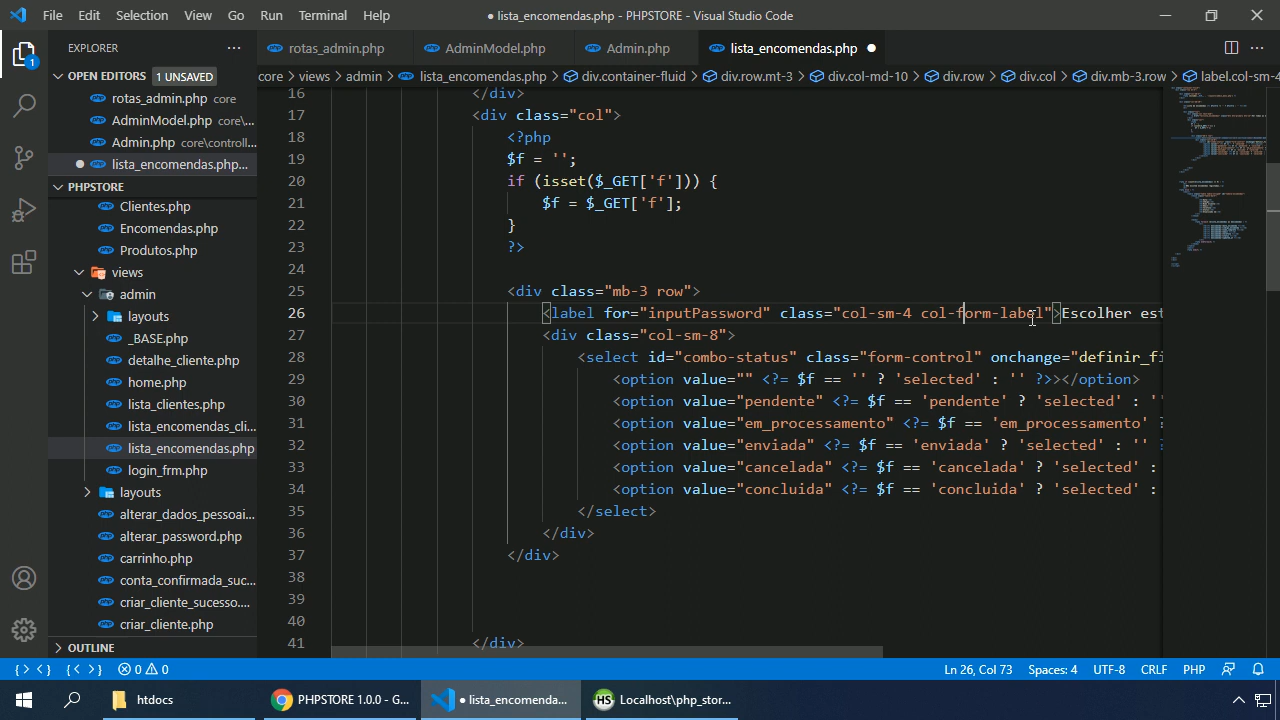 File Edit Selection View Go Run Terminal Help
● lista_encomendas.php - PHPSTORE - Visual Studio Code
EXPLORER
rotas_admin.php
AdminModel.php
Admin.php
lista_encomendas.php ●
OPEN EDITORS 1 UNSAVED
core > views > admin > lista_encomendas.php > div.container-fluid > div.row.mt-3 > div.col-md-10 > div.row > div.col > div.mb-3.row > label.col-sm-4
rotas_admin.php core
AdminModel.php core\...
Admin.php core\controll...
● lista_encomendas.php...
PHPSTORE
Clientes.php
Encomendas.php
Produtos.php
views
admin
layouts
_BASE.php
detalhe_cliente.php
home.php
lista_clientes.php
lista_encomendas_cli...
lista_encomendas.php
login_frm.php
layouts
alterar_dados_pessoai...
alterar_password.php
carrinho.php
conta_confirmada_suc...
criar_cliente_sucesso....
criar_cliente.php
OUTLINE
16 </div>
17 <div class="col">
18 <?php
19 $f = '';
20 if (isset($_GET['f'])) {
21 $f = $_GET['f'];
22 }
23 ?>
24
25 <div class="mb-3 row">
26 <label for="inputPassword" class="col-sm-4 col-form-label">Escolher est
27 <div class="col-sm-8">
28 <select id="combo-status" class="form-control" onchange="definir_fi
29 <option value="" <?= $f == '' ? 'selected' : '' ?>></option>
30 <option value="pendente" <?= $f == 'pendente' ? 'selected' : ''
31 <option value="em_processamento" <?= $f == 'em_processamento' ?
32 <option value="enviada" <?= $f == 'enviada' ? 'selected' : '' ?
33 <option value="cancelada" <?= $f == 'cancelada' ? 'selected' :
34 <option value="concluida" <?= $f == 'concluida' ? 'selected' :
35 </select>
36 </div>
37 </div>
38
39
40
41 </div>
0 0 Ln 26, Col 73 Spaces: 4 UTF-8 CRLF PHP
htdocs
PHPSTORE 1.0.0 - G...
● lista_encomenda...
HS Localhost\php_stor...